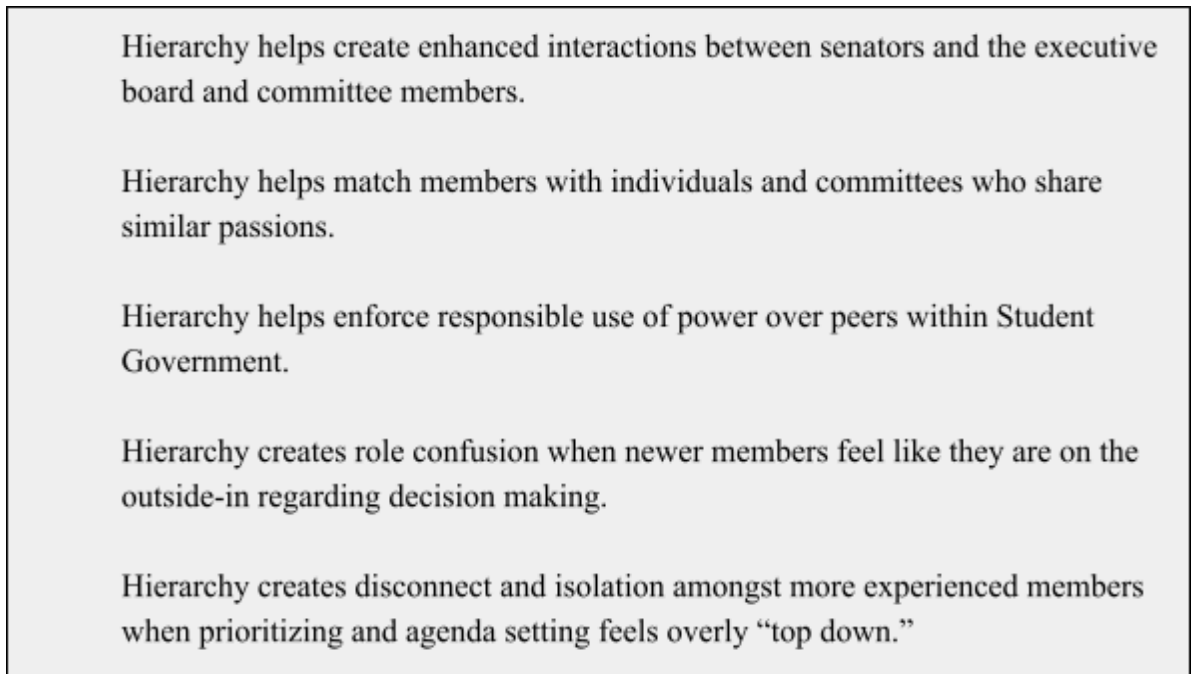 Hierarchy helps create enhanced interactions between senators and the executive
board and committee members.
Hierarchy helps match members with individuals and committees who share
similar passions.
Hierarchy helps enforce responsible use of power over peers within Student
Government.
Hierarchy creates role confusion when newer members feel like they are on the
outside-in regarding decision making.
Hierarchy creates disconnect and isolation amongst more experienced members
when prioritizing and agenda setting feels overly “top down.”